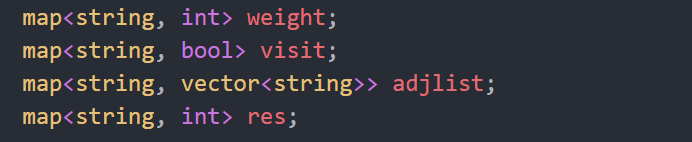 map<string, int> weight;
map<string, bool> visit;
map<string, vector<string>> adjlist;
map<string, int> res;